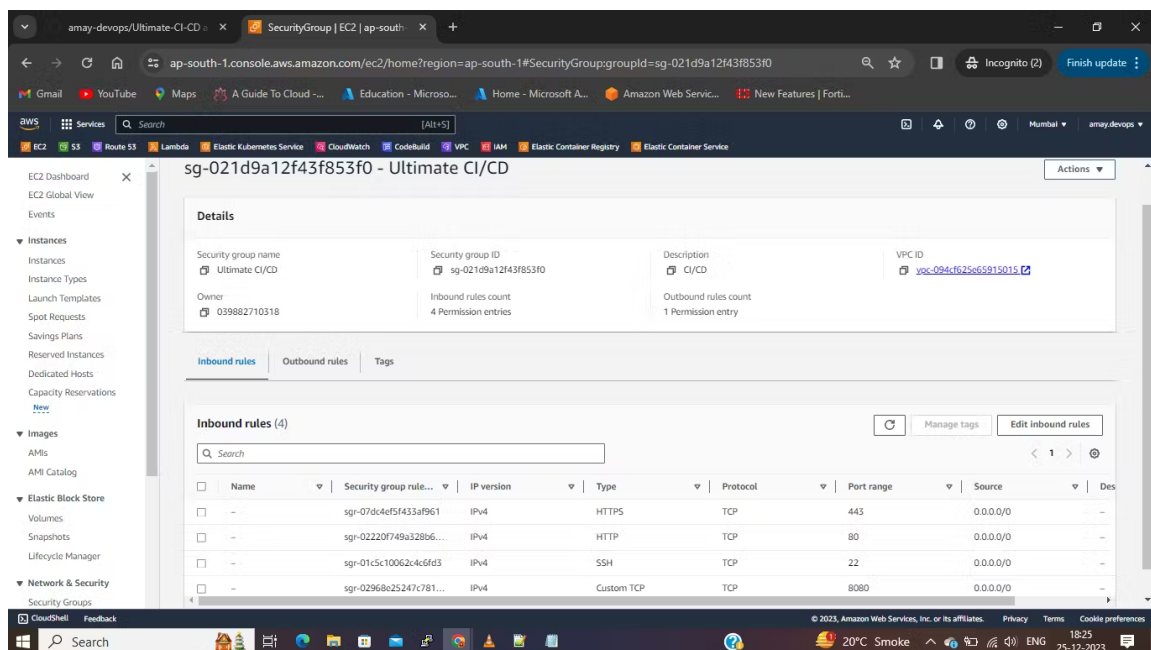 amay-devops/Ultimate-CI-CD a
SecurityGroup | EC2 | ap-south-
ap-south-1.console.aws.amazon.com/ec2/home?region=ap-south-1#SecurityGroup:groupId=sg-021d9a12f43f853f0
Incognito (2)
Finish update
Gmail YouTube Maps A Guide To Cloud -... Education - Microso... Home - Microsoft A... Amazon Web Servic... New Features | Forti...
aws Services Search [Alt+S] Mumbai amay.devops
EC2 S3 Route 53 Lambda Elastic Kubernetes Service CloudWatch CodeBuild VPC IAM Elastic Container Registry Elastic Container Service
EC2 Dashboard
EC2 Global View
Events
Instances
Instances
Instance Types
Launch Templates
Spot Requests
Savings Plans
Reserved Instances
Dedicated Hosts
Capacity Reservations
New
Images
AMIs
AMI Catalog
Elastic Block Store
Volumes
Snapshots
Lifecycle Manager
Network & Security
Security Groups
sg-021d9a12f43f853f0 - Ultimate CI/CD
Actions
Details
Security group name Security group ID Description VPC ID
Ultimate CI/CD sg-021d9a12f43f853f0 CI/CD vpc-094cf625e65915015
Owner Inbound rules count Outbound rules count
039882710318 4 Permission entries 1 Permission entry
Inbound rules Outbound rules Tags
Inbound rules (4) Manage tags Edit inbound rules
Search 1
Name Security group rule... IP version Type Protocol Port range Source Des
– sgr-07dc4ef5f433af961 IPv4 HTTPS TCP 443 0.0.0.0/0 –
– sgr-02220f749a328b6... IPv4 HTTP TCP 80 0.0.0.0/0 –
– sgr-01c5c10062c4c6fd3 IPv4 SSH TCP 22 0.0.0.0/0 –
– sgr-02968e25247c781... IPv4 Custom TCP TCP 8080 0.0.0.0/0 –
CloudShell Feedback © 2023, Amazon Web Services, Inc. or its affiliates. Privacy Terms Cookie preferences
Search 20°C Smoke ENG 18:25
25-12-2023